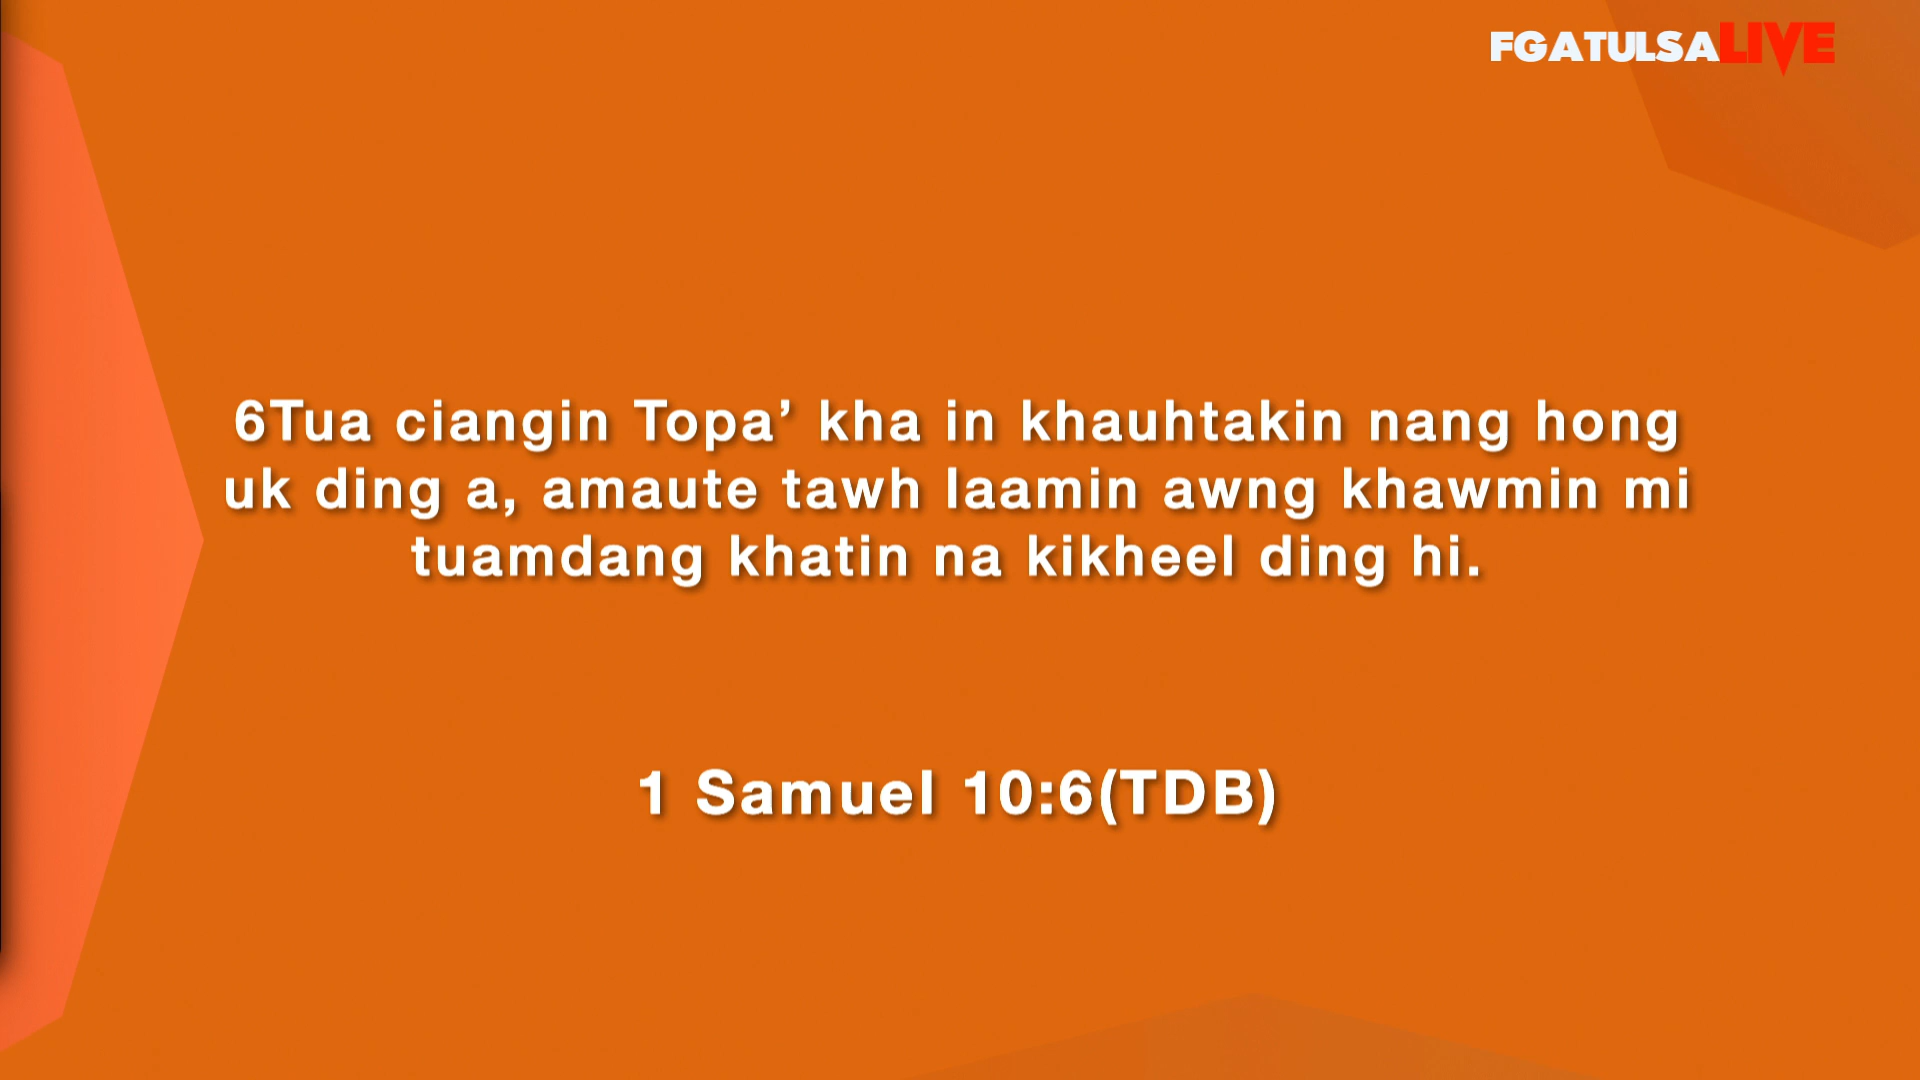 FGATULSALIVE
6Tua ciangin Topa’ kha in khauhtakin nang hong
uk ding a, amaute tawh laamin awng khawmin mi
tuamdang khatin na kikheel ding hi.
1 Samuel 10:6(TDB)